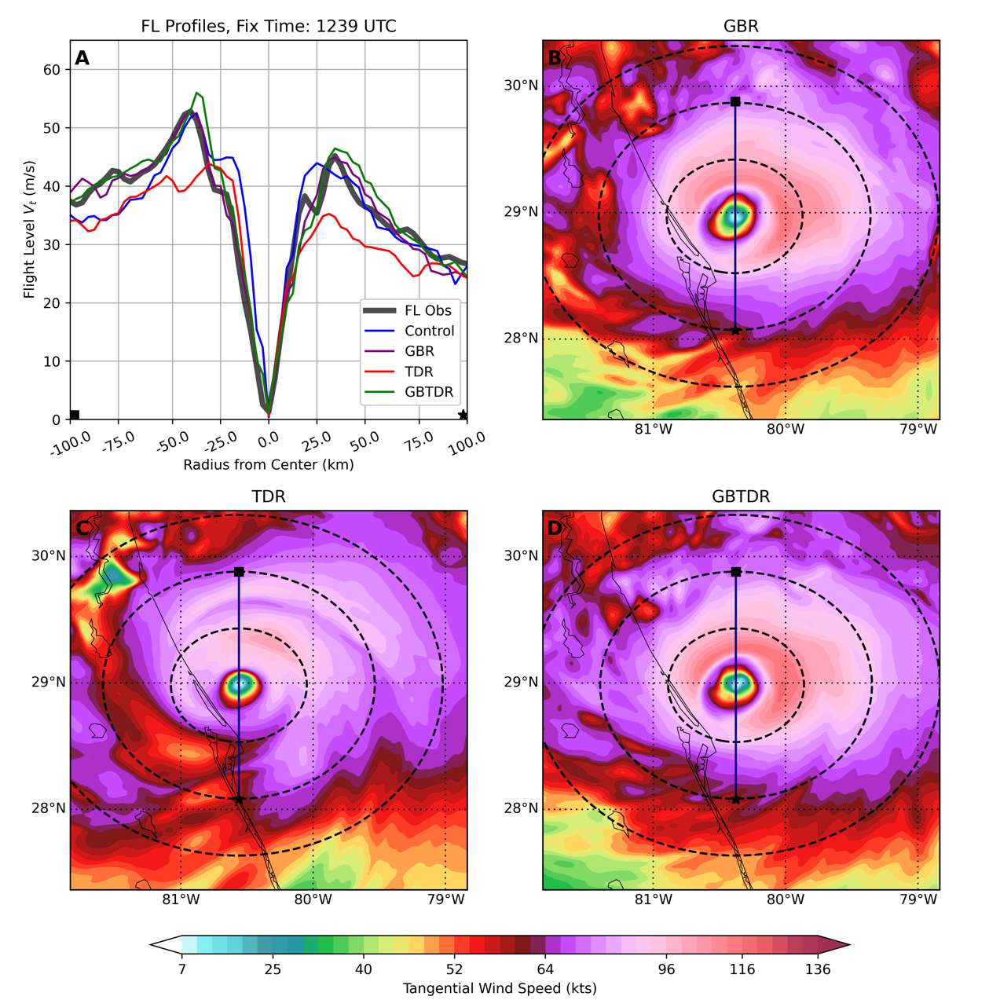 FL Profiles, Fix Time: 1239 UTC
A
60
50
40
30
20
10
0
Flight Level Vt (m/s)
FL Obs
Control
GBR
TDR
GBTDR
-100.0 -75.0 -50.0 -25.0 0.0 25.0 50.0 75.0 100.0
Radius from Center (km)
GBR
B
30°N
29°N
28°N
81°W 80°W 79°W
TDR
C
30°N
29°N
28°N
81°W 80°W 79°W
GBTDR
D
30°N
29°N
28°N
81°W 80°W 79°W
7 25 40 52 64 96 116 136
Tangential Wind Speed (kts)